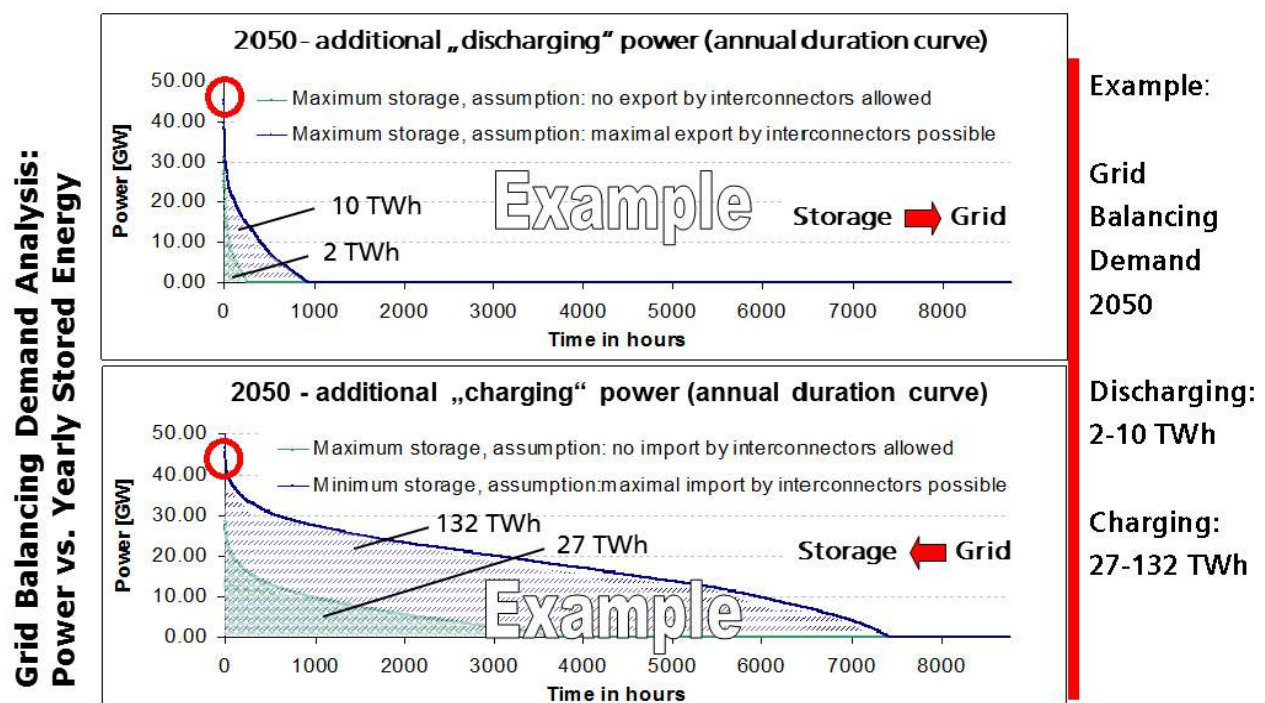 Grid Balancing Demand Analysis:
Power vs. Yearly Stored Energy
2050 - additional „discharging“ power (annual duration curve)
50.00
40.00
30.00
20.00
10.00
0.00
Power [GW]
Maximum storage, assumption: no export by interconnectors allowed
Maximum storage, assumption: maximal export by interconnectors possible
Example
10 TWh
2 TWh
Storage Grid
0 1000 2000 3000 4000 5000 6000 7000 8000
Time in hours
2050 - additional „charging“ power (annual duration curve)
50.00
40.00
30.00
20.00
10.00
0.00
Power [GW]
Maximum storage, assumption: no import by interconnectors allowed
Minimum storage, assumption:maximal import by interconnectors possible
132 TWh
27 TWh
Storage Grid
Example
0 1000 2000 3000 4000 5000 6000 7000 8000
Time in hours
Example:
Grid
Balancing
Demand
2050
Discharging:
2-10 TWh
Charging:
27-132 TWh